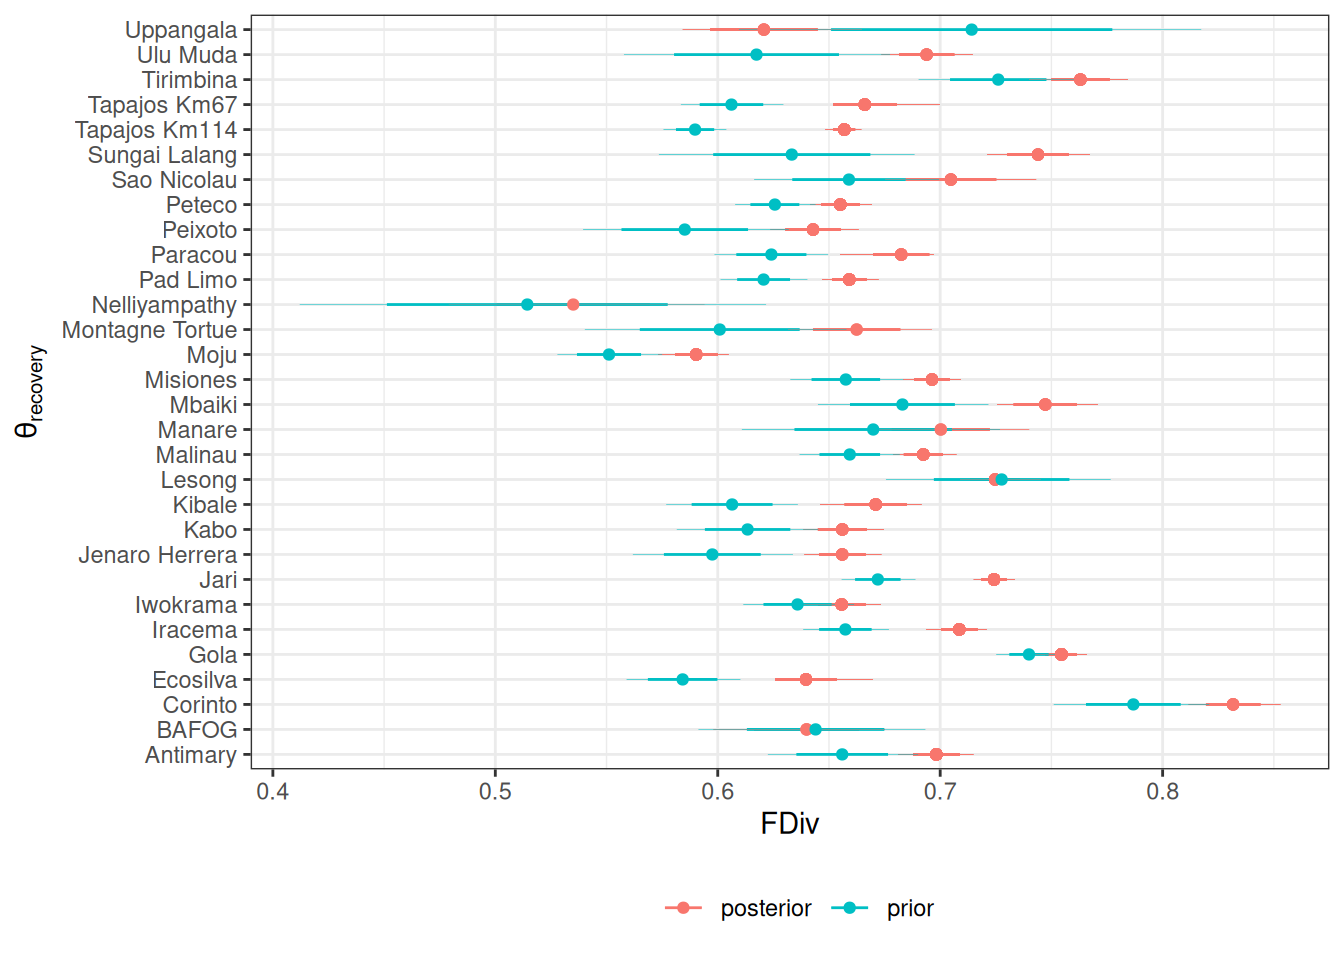 Uppangala
Ulu Muda
Tirimbina
Tapajos Km67
Tapajos Km114
Sungai Lalang
Sao Nicolau
Peteco
Peixoto
Paracou
Pad Limo
Nelliyampathy
Montagne Tortue
Moju
Misiones
Mbaiki
Manare
Malinau
Lesong
Kibale
Kabo
Jenaro Herrera
Jari
Iwokrama
Iracema
Gola
Ecosilva
Corinto
BAFOG
Antimary
θrecovery
0.4 0.5 0.6 0.7 0.8
FDiv
posterior prior